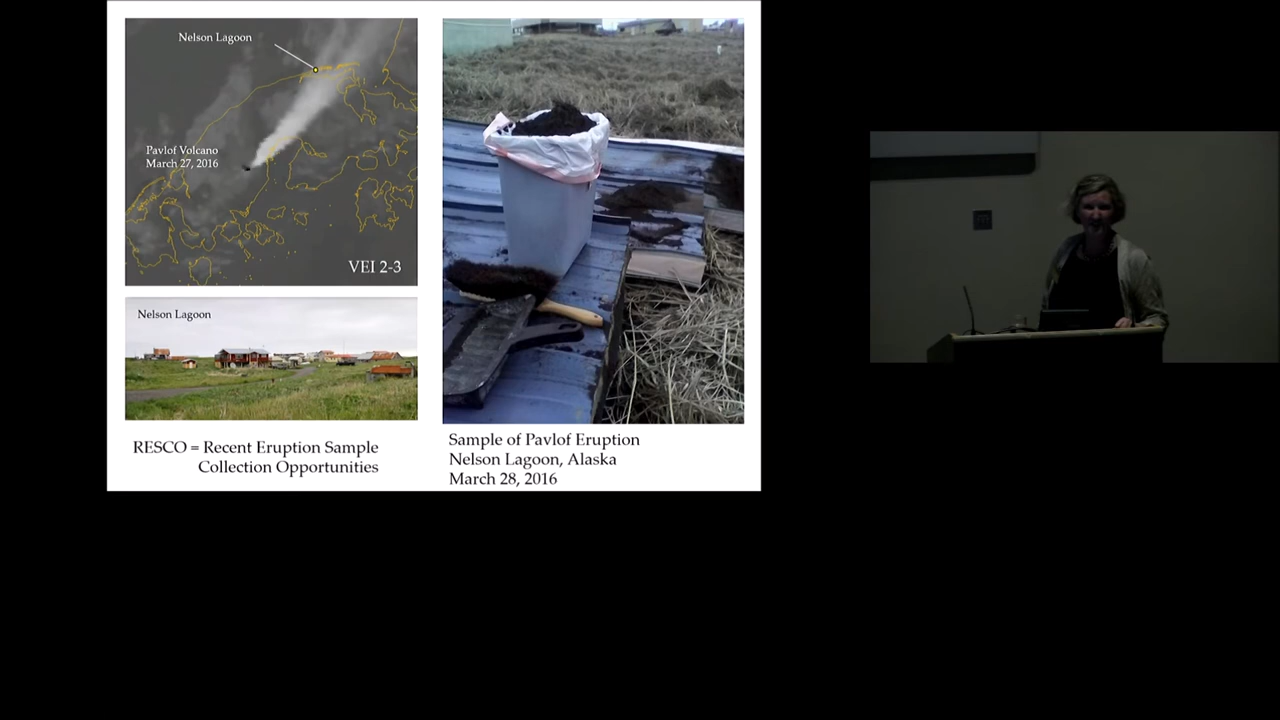 Nelson Lagoon
Pavlof Volcano
March 27, 2016
VEI 2-3
Nelson Lagoon
RESCO = Recent Eruption Sample
Collection Opportunities
Sample of Pavlof Eruption
Nelson Lagoon, Alaska
March 28, 2016